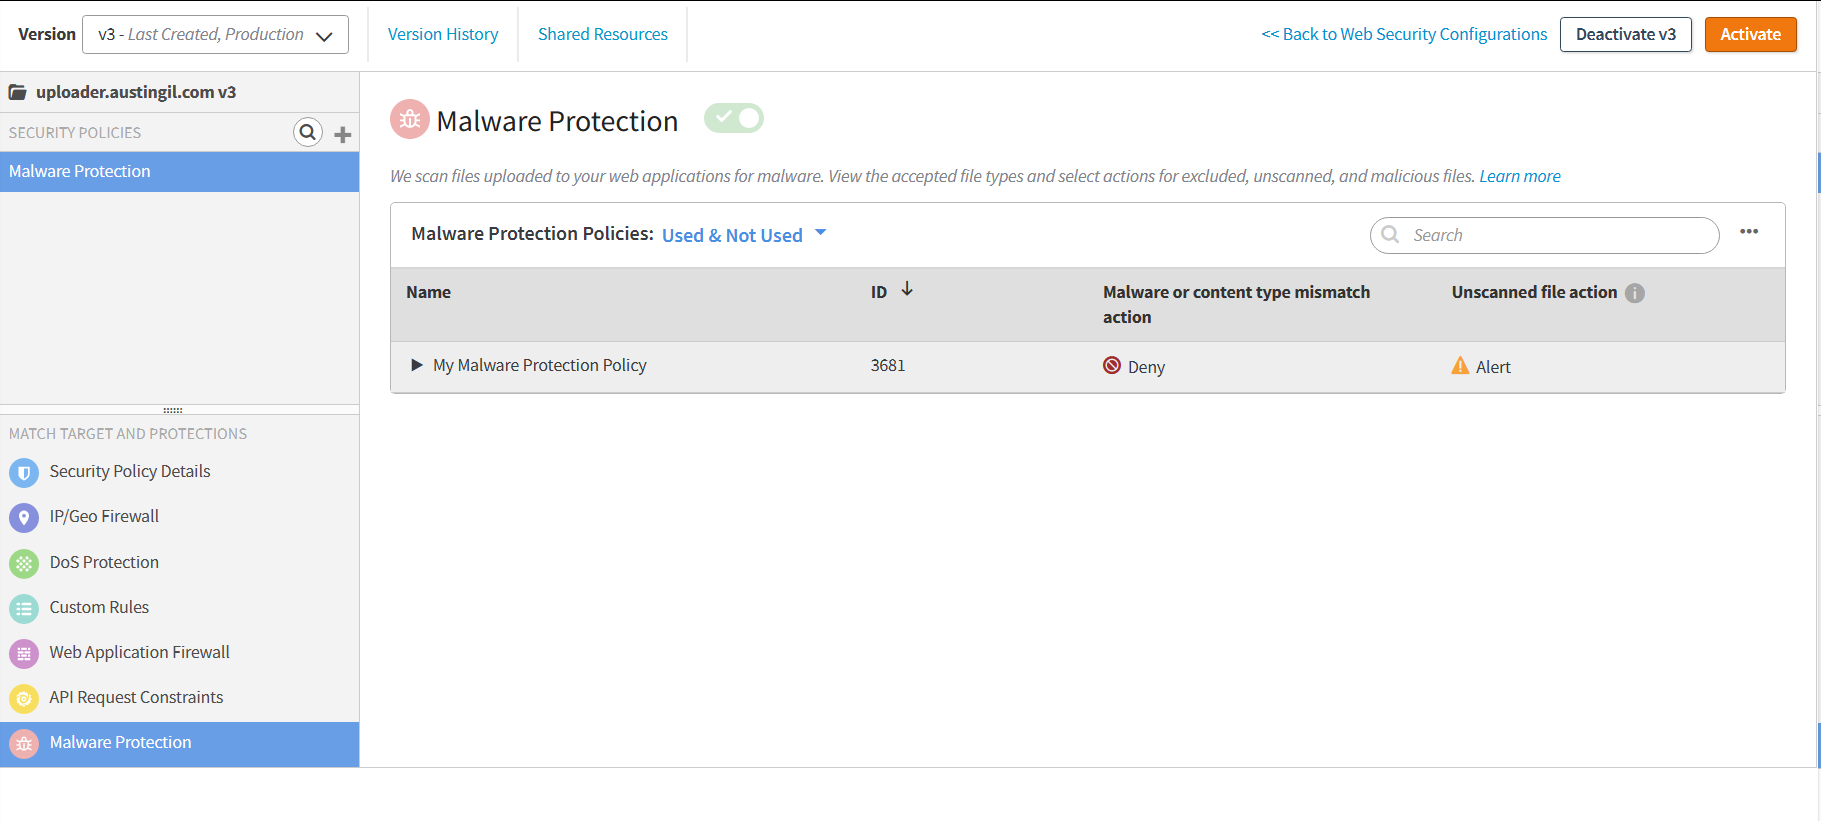 Version
v3 - Last Created, Production
Version History
Shared Resources
<< Back to Web Security Configurations
Deactivate v3
Activate
uploader.austingil.com v3
SECURITY POLICIES
Malware Protection
MATCH TARGET AND PROTECTIONS
Security Policy Details
IP/Geo Firewall
DoS Protection
Custom Rules
Web Application Firewall
API Request Constraints
Malware Protection
Malware Protection
We scan files uploaded to your web applications for malware. View the accepted file types and select actions for excluded, unscanned, and malicious files. Learn more
Malware Protection Policies: Used & Not Used
Search
Name
ID
Malware or content type mismatch
action
Unscanned file action
My Malware Protection Policy
3681
Deny
Alert